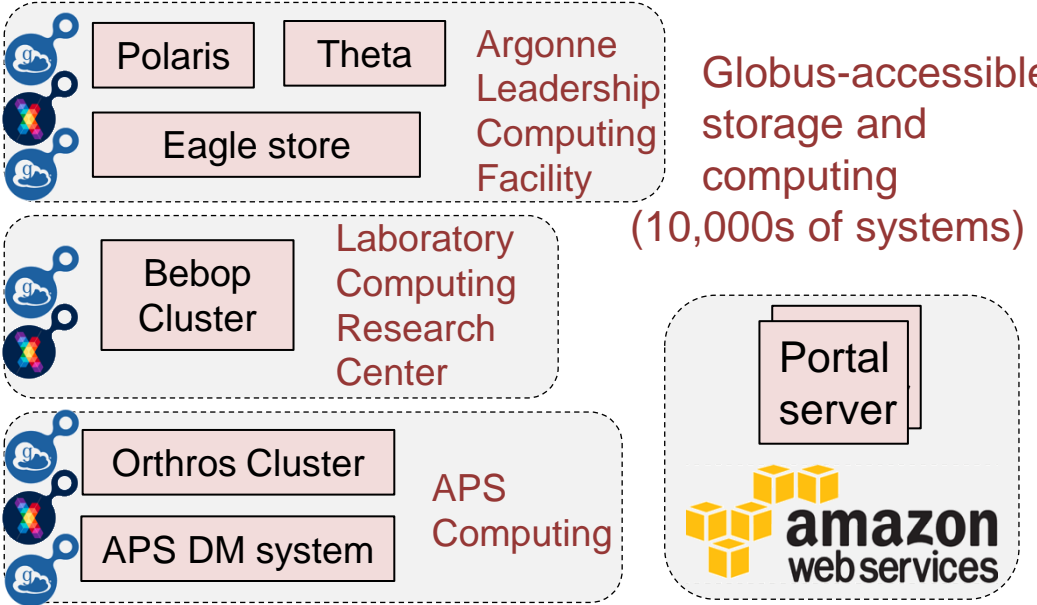 Polaris
Theta
Argonne
Leadership
Computing
Facility
Eagle store
Globus-accessible
storage and
computing
(10,000s of systems)
Bebop
Cluster
Laboratory
Computing
Research
Center
Portal
server
Orthros Cluster
APS DM system
APS
Computing
amazon
web services
g
g
g
g
g